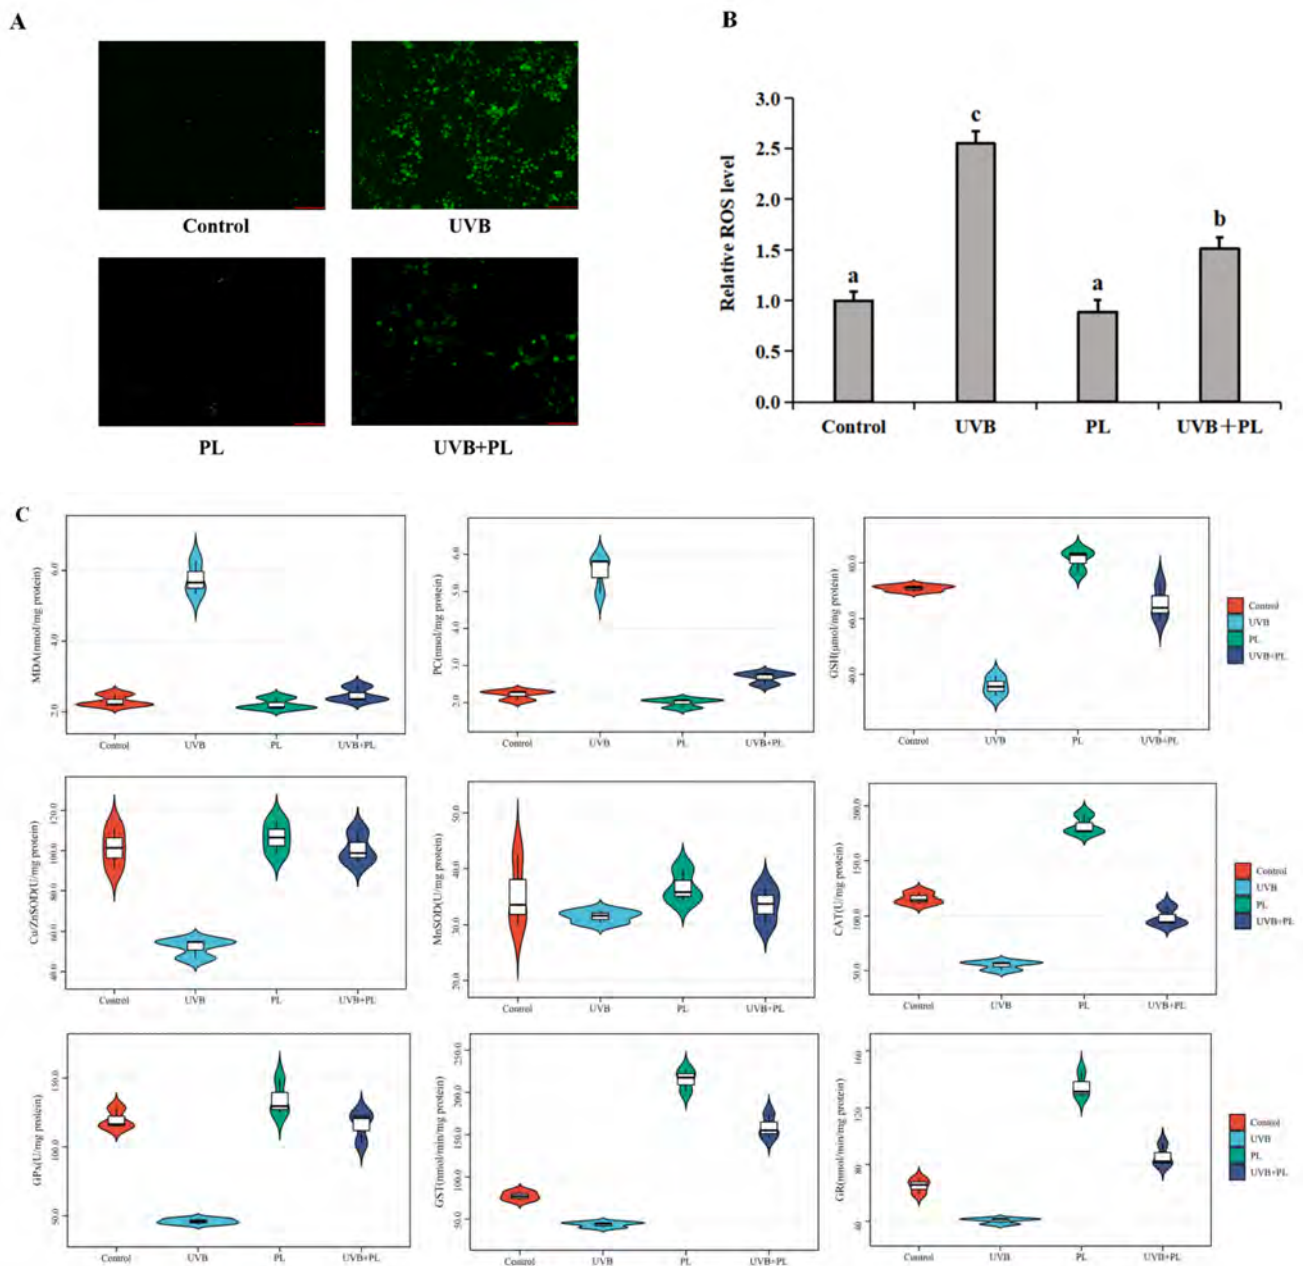 A
Control
UVB
PL
UVB+PL
B
Relative ROS level
3.0
2.5
2.0
1.5
1.0
0.5
0.0
a
c
a
b
Control
UVB
PL
UVB+PL
C
MDA(nmol/mg protein)
6.0
4.0
2.0
Control
UVB
PL
UVB+PL
PC(nmol/mg protein)
6.0
5.0
4.0
3.0
2.0
Control
UVB
PL
UVB+PL
GSH(μmol/mg protein)
80.0
60.0
40.0
Control
UVB
PL
UVB+PL
Control
UVB
PL
UVB+PL
Cu/ZnSOD(U/mg protein)
120.0
100.0
80.0
60.0
40.0
Control
UVB
PL
UVB+PL
MnSOD(U/mg protein)
50.0
40.0
30.0
20.0
Control
UVB
PL
UVB+PL
CAT(U/mg protein)
200.0
150.0
100.0
50.0
Control
UVB
PL
UVB+PL
Control
UVB
PL
UVB+PL
GPx(U/mg protein)
150.0
100.0
50.0
Control
UVB
PL
UVB+PL
GST(nmol/min/mg protein)
250.0
200.0
150.0
100.0
50.0
Control
UVB
PL
UVB+PL
GR(nmol/min/mg protein)
160
120
80
40
Control
UVB
PL
UVB+PL
Control
UVB
PL
UVB+PL